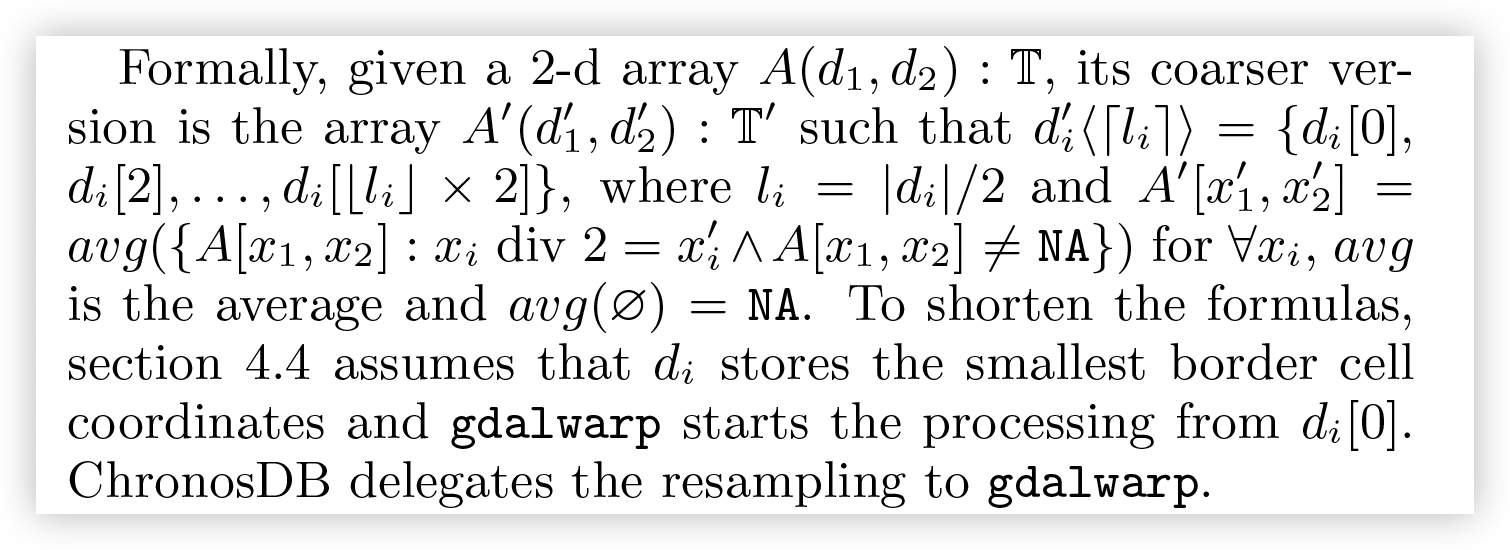 Formally, given a 2-d array A(d₁, d₂) : 𝕋, its coarser ver-
sion is the array A′(d′₁, d′₂) : 𝕋′ such that d′ᵢ⟨⌈lᵢ⌉⟩ = {dᵢ[0],
dᵢ[2], . . . , dᵢ[⌊lᵢ⌋ × 2]}, where lᵢ = |dᵢ|/2 and A′[x′₁, x′₂] =
avg({A[x₁, x₂] : xᵢ div 2 = x′ᵢ ∧ A[x₁, x₂] ≠ NA}) for ∀xᵢ, avg
is the average and avg(∅) = NA. To shorten the formulas,
section 4.4 assumes that dᵢ stores the smallest border cell
coordinates and gdalwarp starts the processing from dᵢ[0].
ChronosDB delegates the resampling to gdalwarp.